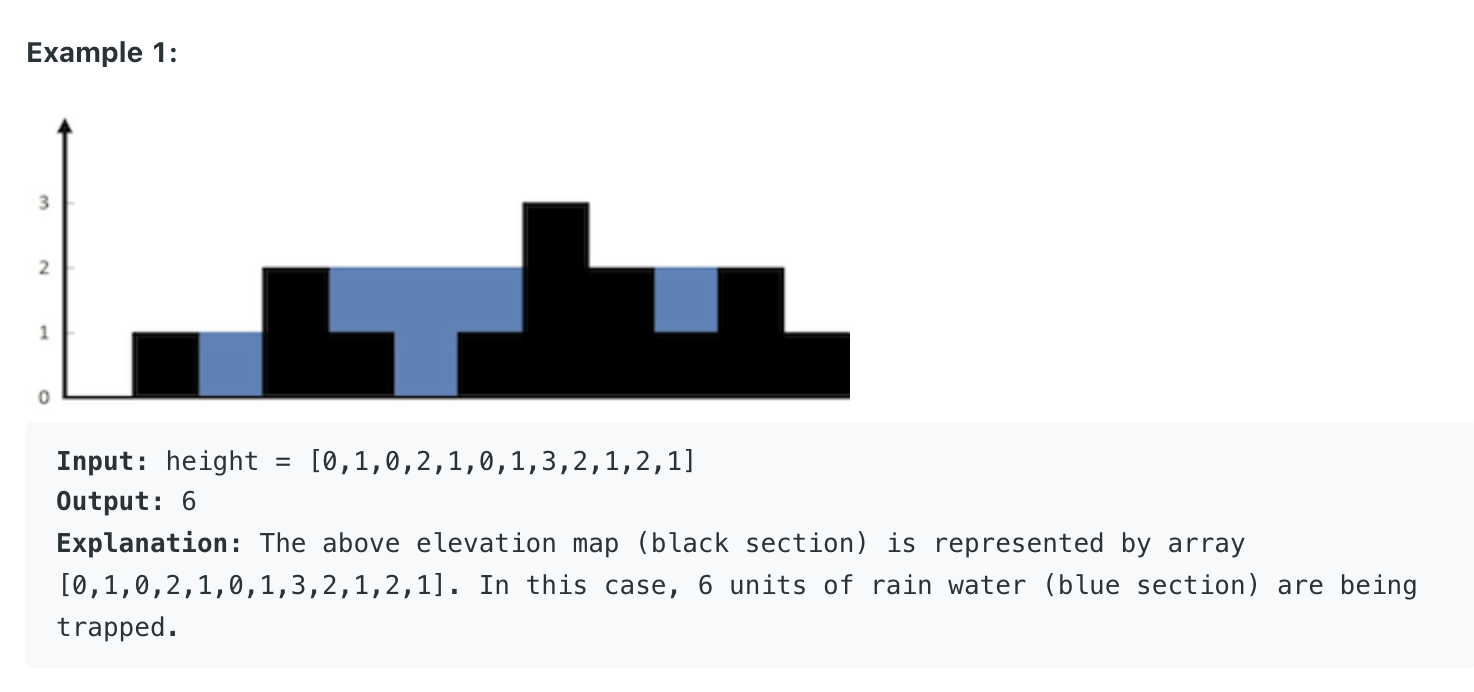 Example 1:
3
2
1
0
Input: height = [0,1,0,2,1,0,1,3,2,1,2,1]
Output: 6
Explanation: The above elevation map (black section) is represented by array
[0,1,0,2,1,0,1,3,2,1,2,1]. In this case, 6 units of rain water (blue section) are being
trapped.